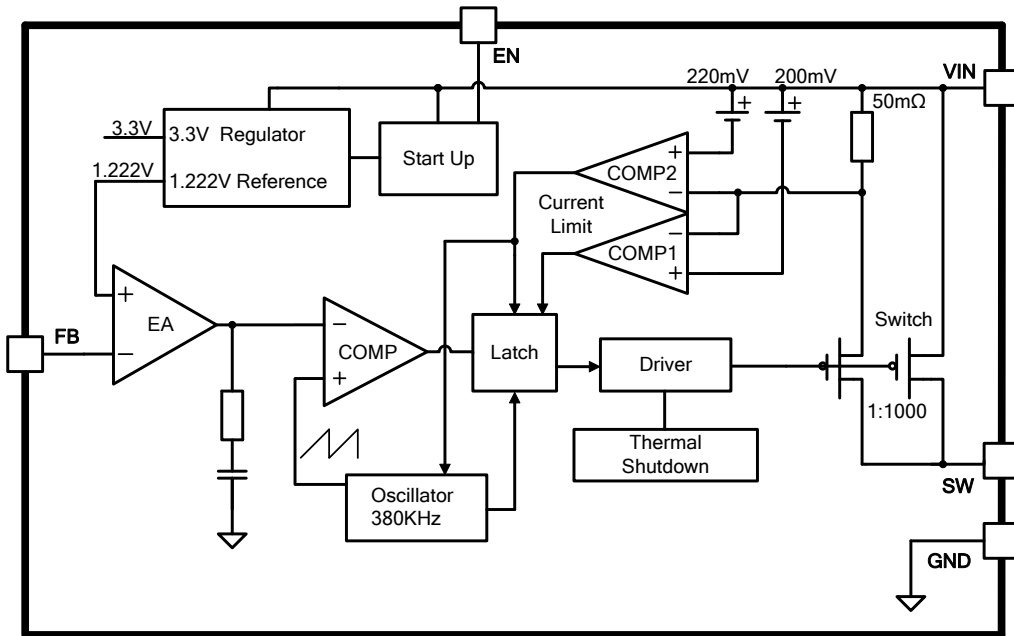 EN
220mV
200mV
VIN
50mΩ
3.3V
3.3V Regulator
1.222V
1.222V Reference
Start Up
+
+
+
COMP2
−
Current
Limit
−
COMP1
+
+
EA
−
FB
−
COMP
+
Latch
Driver
Switch
1:1000
Thermal
Shutdown
Oscillator
380KHz
SW
GND